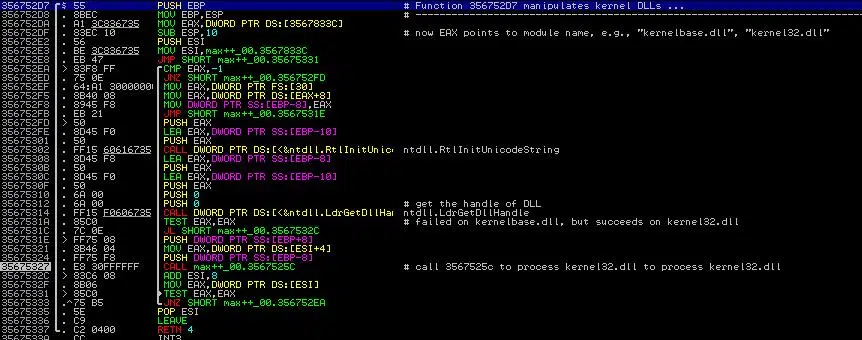 356752D7 ┌$ 55 PUSH EBP # Function 356752D7 manipulates kernel DLLs ...
356752D8 . 8BEC MOV EBP,ESP # -----------------------------------------------------------
356752DA . A1 3C836735 MOV EAX,DWORD PTR DS:[3567833C]
356752DF . 83EC 10 SUB ESP,10 # now EAX points to module name, e.g., "kernelbase.dll", "kernel32.dll"
356752E2 . 56 PUSH ESI
356752E3 . BE 3C836735 MOV ESI,max++_00.3567833C
356752E8 . EB 47 JMP SHORT max++_00.35675331
356752EA > 83F8 FF CMP EAX,-1
356752ED . 75 0E JNZ SHORT max++_00.356752FD
356752EF . 64:A1 3000000 MOV EAX,DWORD PTR FS:[30]
356752F5 . 8B40 08 MOV EAX,DWORD PTR DS:[EAX+8]
356752F8 . 8945 F8 MOV DWORD PTR SS:[EBP-8],EAX
356752FB . EB 21 JMP SHORT max++_00.3567531E
356752FD > 50 PUSH EAX
356752FE . 8D45 F0 LEA EAX,DWORD PTR SS:[EBP-10]
35675301 . 50 PUSH EAX
35675302 . FF15 60616735 CALL DWORD PTR DS:[<&ntdll.RtlInitUnic ntdll.RtlInitUnicodeString
35675308 . 8D45 F8 LEA EAX,DWORD PTR SS:[EBP-8]
3567530B . 50 PUSH EAX
3567530C . 8D45 F0 LEA EAX,DWORD PTR SS:[EBP-10]
3567530F . 50 PUSH EAX
35675310 . 6A 00 PUSH 0
35675312 . 6A 00 PUSH 0 # get the handle of DLL
35675314 . FF15 F0606735 CALL DWORD PTR DS:[<&ntdll.LdrGetDllHan ntdll.LdrGetDllHandle
3567531A . 85C0 TEST EAX,EAX # failed on kernelbase.dll, but succeeds on kernel32.dll
3567531C . 7C 0E JL SHORT max++_00.3567532C
3567531E > FF75 08 PUSH DWORD PTR SS:[EBP+8]
35675321 . 8B46 04 MOV EAX,DWORD PTR DS:[ESI+4]
35675324 . FF75 F8 PUSH DWORD PTR SS:[EBP-8]
35675327 . E8 30FFFFFF CALL max++_00.3567525C # call 3567525c to process kernel32.dll to process kernel32.dll
3567532C > 83C6 08 ADD ESI,8
3567532F . 8B06 MOV EAX,DWORD PTR DS:[ESI]
35675331 > 85C0 TEST EAX,EAX
35675333 .^75 B5 JNZ SHORT max++_00.356752EA
35675335 . 5E POP ESI
35675336 . C9 LEAVE
35675337 └. C2 0400 RETN 4
3567533A CC INT3